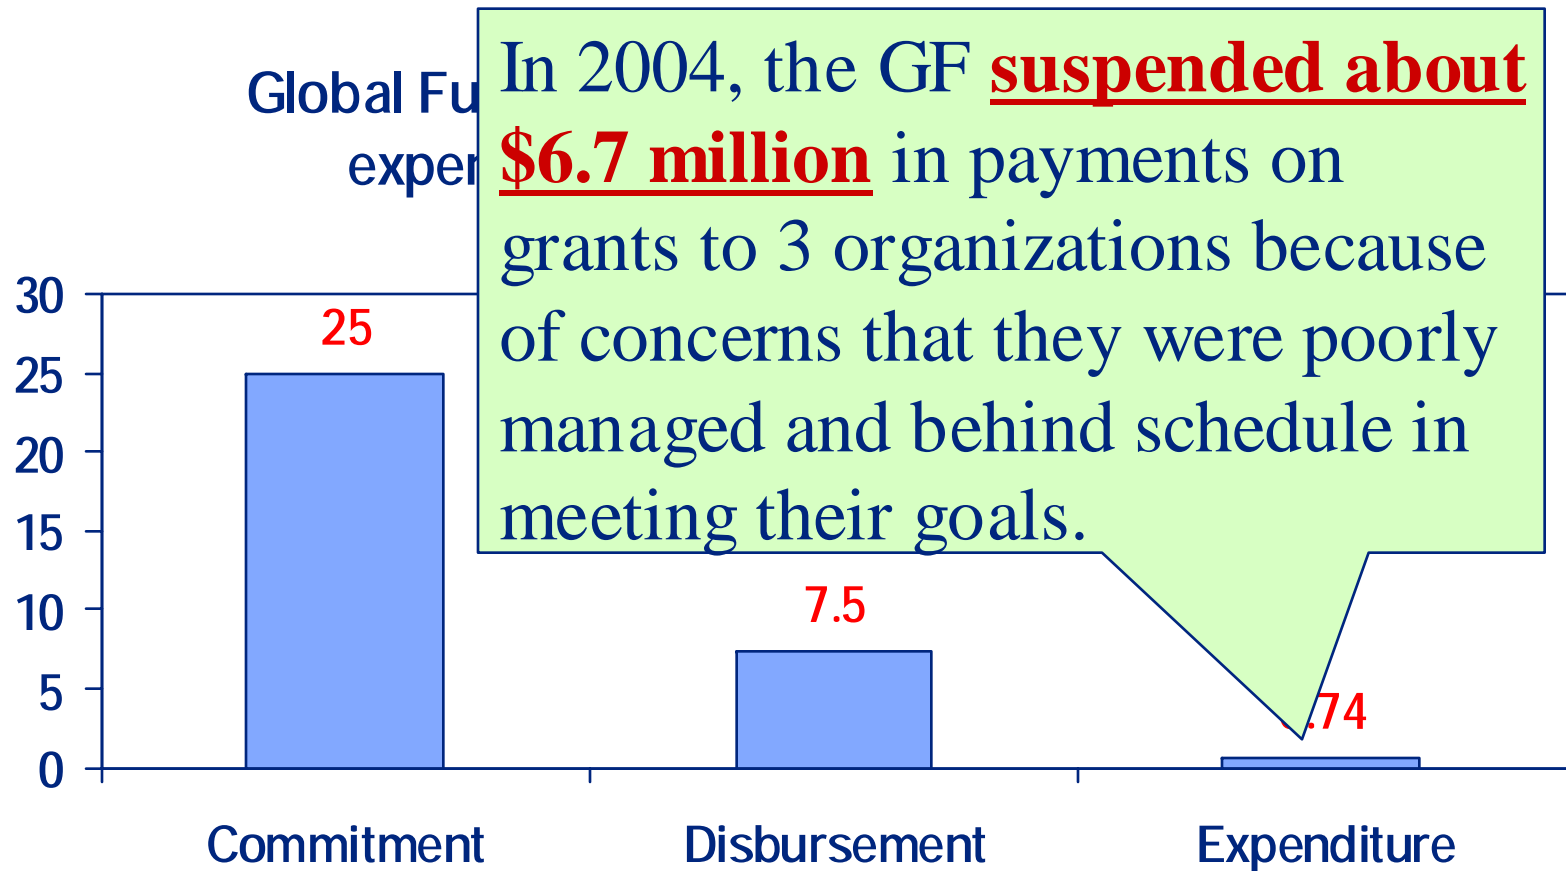 In 2004, the GF suspended about
$6.7 million in payments on
grants to 3 organizations because
of concerns that they were poorly
managed and behind schedule in
meeting their goals.
Global
30
25
20
15
10
5
0
25
7.5
.74
Commitment
Disbursement
Expenditure